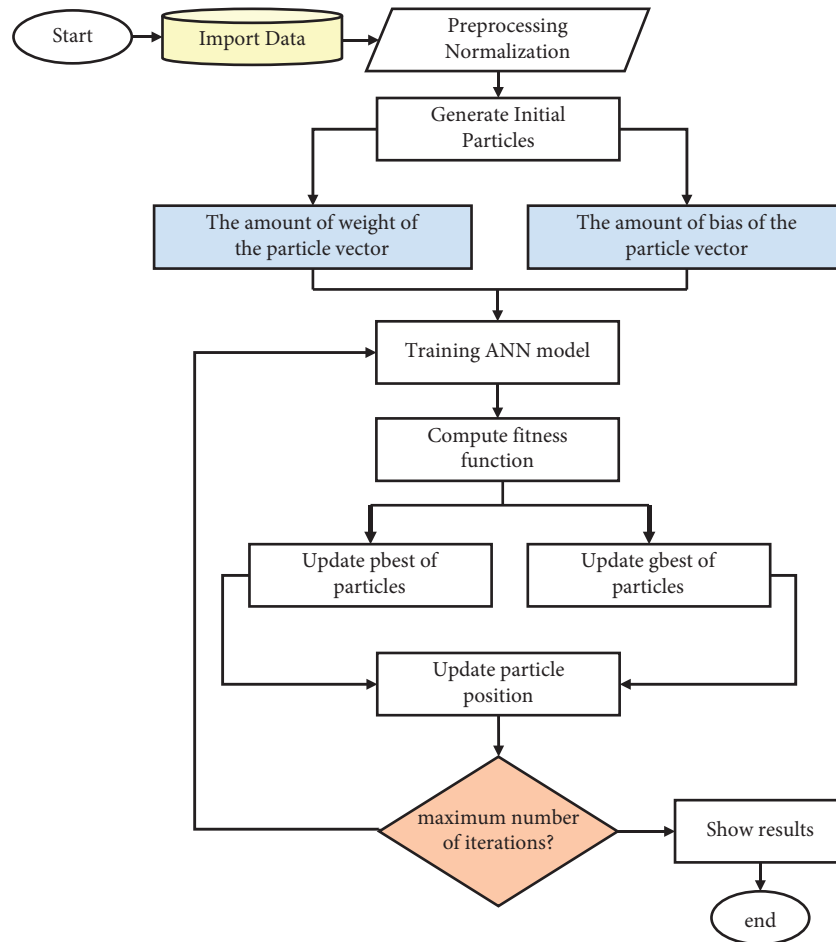 Start
Import Data
Preprocessing
Normalization
Generate Initial
Particles
The amount of weight of
the particle vector
The amount of bias of the
particle vector
Training ANN model
Compute fitness
function
Update pbest of
particles
Update gbest of
particles
Update particle
position
maximum number
of iterations?
Show results
end